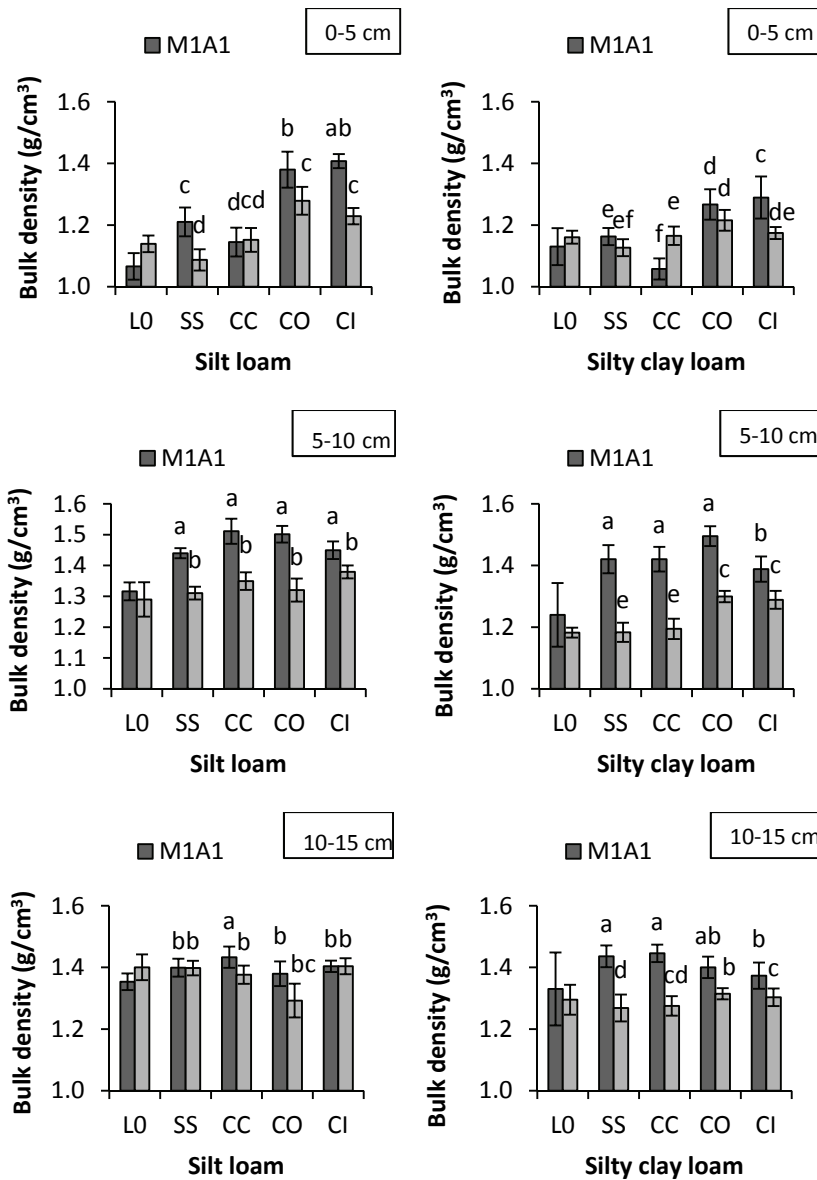 0-5 cm
M1A1
Bulk density (g/cm³)
1.6
1.4
1.2
1.0
c d d cd b c ab c
L0 SS CC CO CI
Silt loam
0-5 cm
M1A1
Bulk density (g/cm³)
1.6
1.4
1.2
1.0
e ef f e d d c de
L0 SS CC CO CI
Silty clay loam
5-10 cm
M1A1
Bulk density (g/cm³)
1.6
1.5
1.4
1.3
1.2
1.1
1.0
a b a b a b a b
L0 SS CC CO CI
Silt loam
5-10 cm
M1A1
Bulk density (g/cm³)
1.6
1.4
1.2
1.0
a e a e a c b c
L0 SS CC CO CI
Silty clay loam
10-15 cm
M1A1
Bulk density (g/cm³)
1.6
1.4
1.2
1.0
b b a b b bc b b
L0 SS CC CO CI
Silt loam
10-15 cm
M1A1
Bulk density (g/cm³)
1.6
1.4
1.2
1.0
a d a cd ab b b c
L0 SS CC CO CI
Silty clay loam